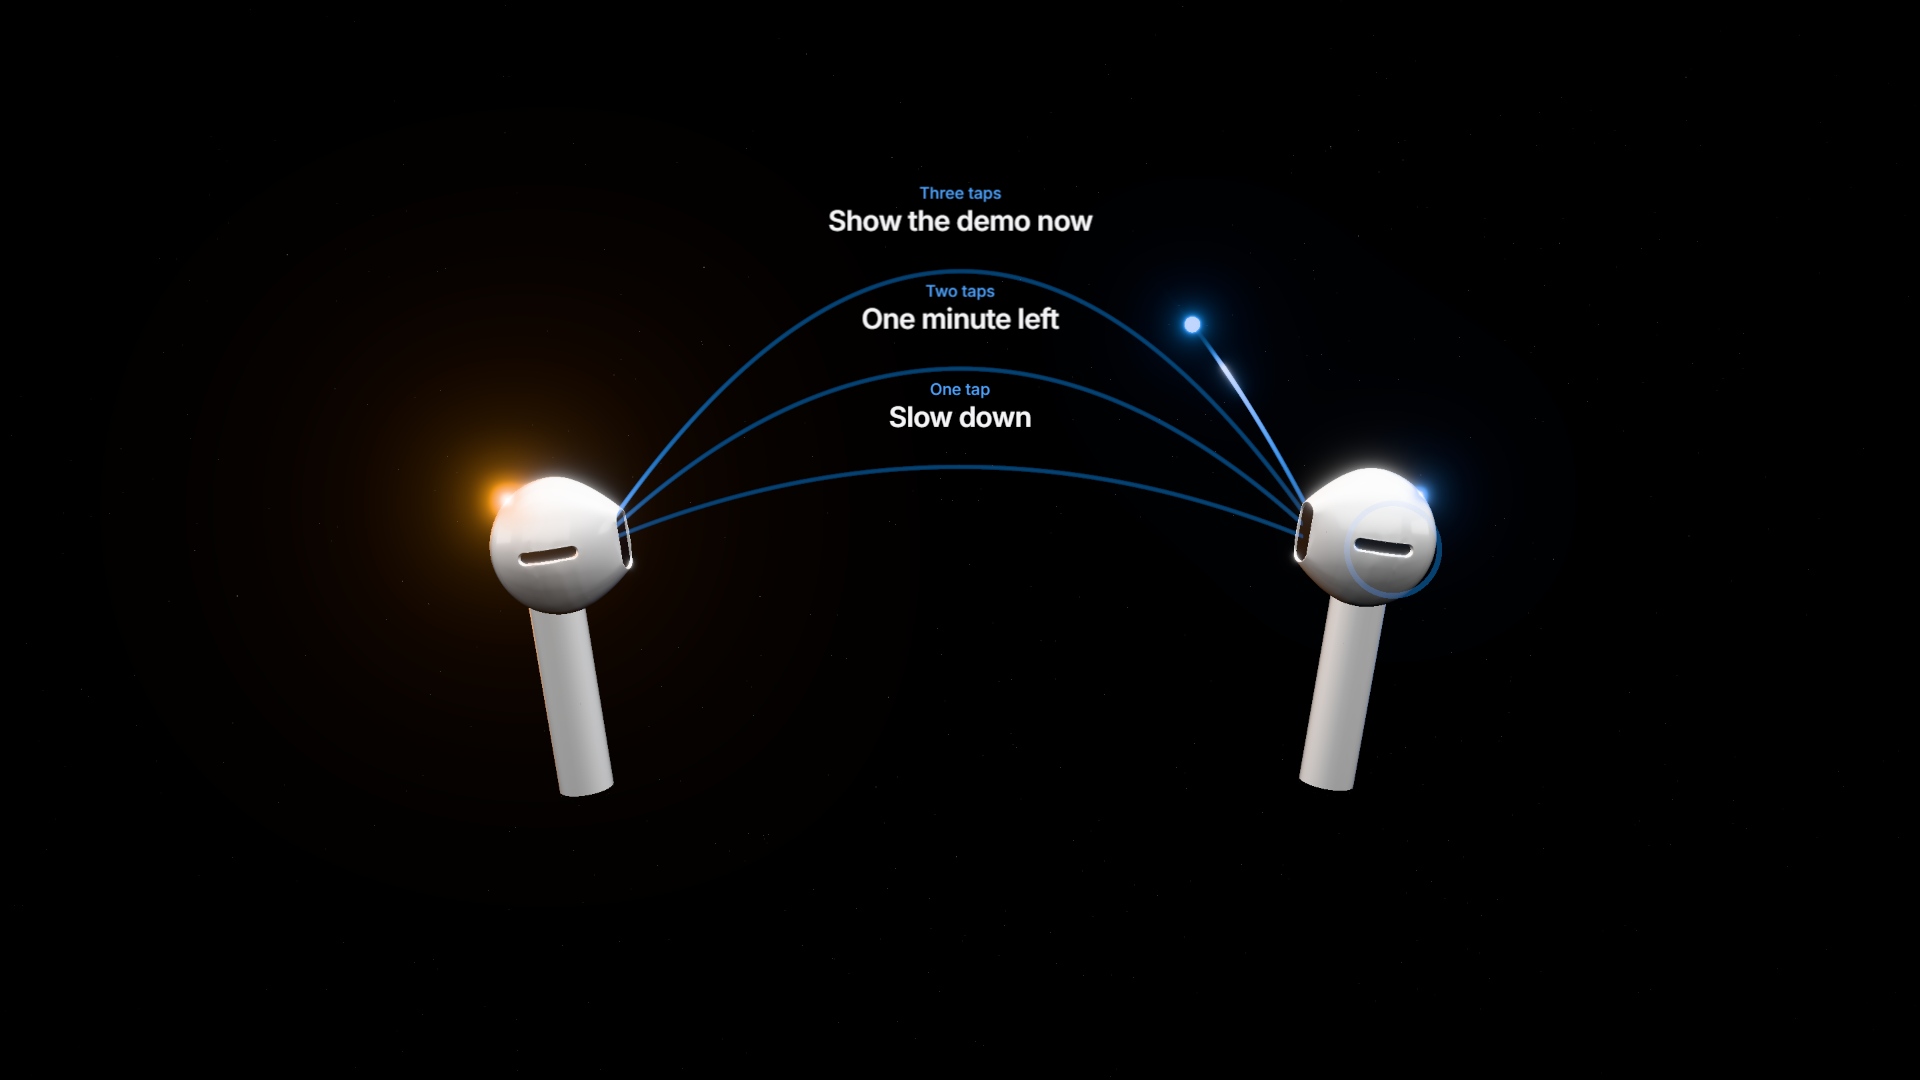 Three taps
Show the demo now
Two taps
One minute left
One tap
Slow down